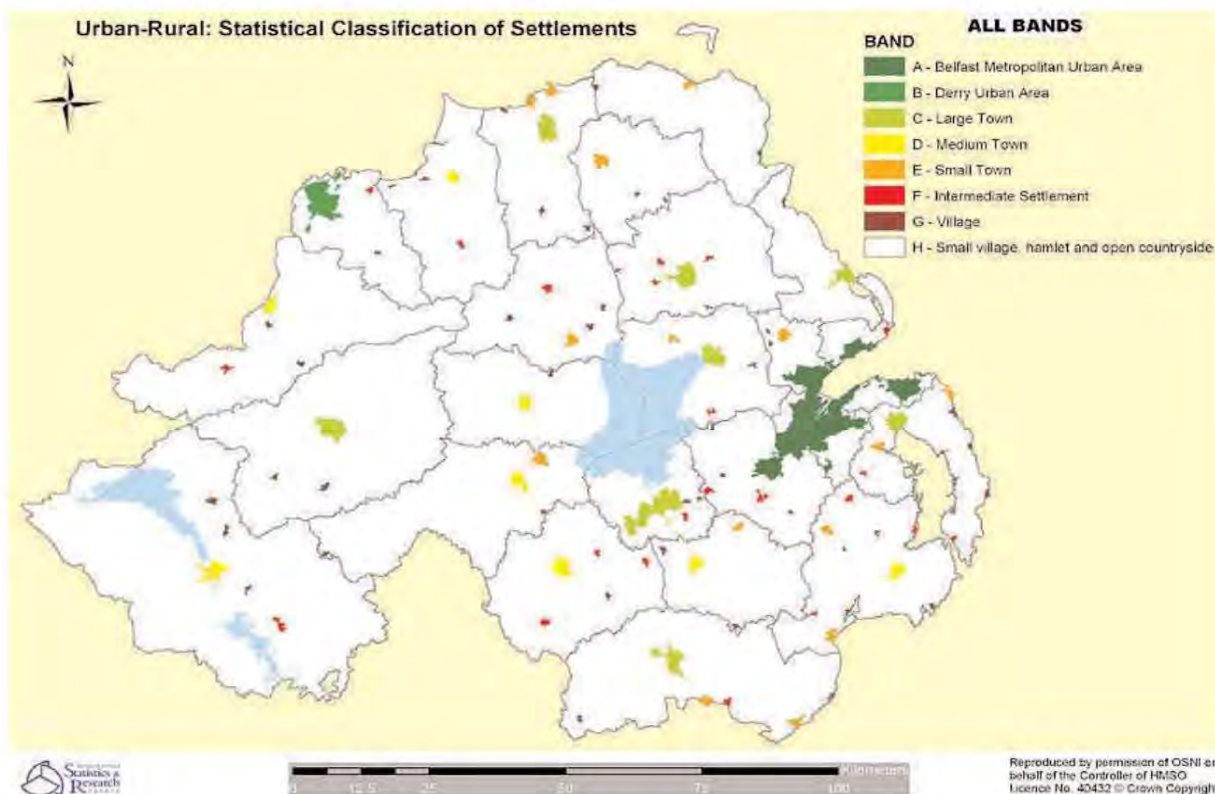 Urban-Rural: Statistical Classification of Settlements
N
ALL BANDS
BAND
A - Belfast Metropolitan Urban Area
B - Derry Urban Area
C - Large Town
D - Medium Town
E - Small Town
F - Intermediate Settlement
G - Village
H - Small village, hamlet and open countryside
Statistics &
Research
Kilometers
0 12.5 25 50 75 100
Reproduced by permission of OSNI on
behalf of the Controller of HMSO
Licence No. 40432 © Crown Copyright